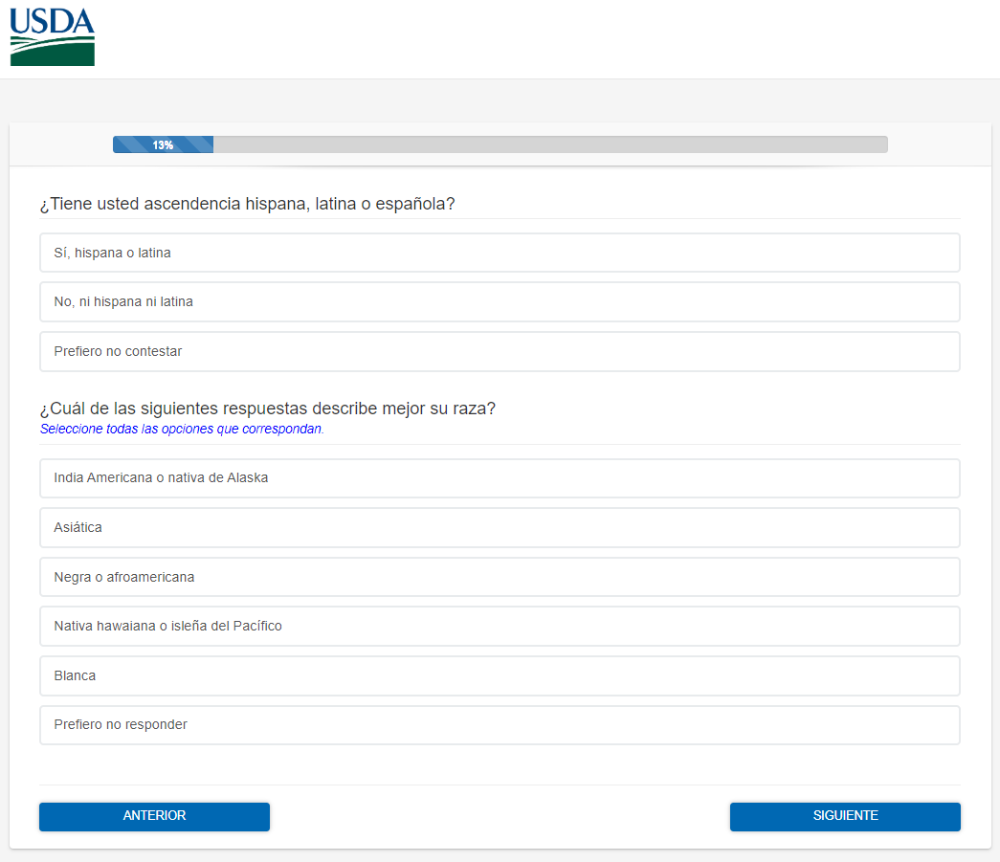 USDA
13%
¿Tiene usted ascendencia hispana, latina o española?
Sí, hispana o latina
No, ni hispana ni latina
Prefiero no contestar
¿Cuál de las siguientes respuestas describe mejor su raza?
Seleccione todas las opciones que correspondan.
India Americana o nativa de Alaska
Asiática
Negra o afroamericana
Nativa hawaiana o isleña del Pacífico
Blanca
Prefiero no responder
ANTERIOR
SIGUIENTE